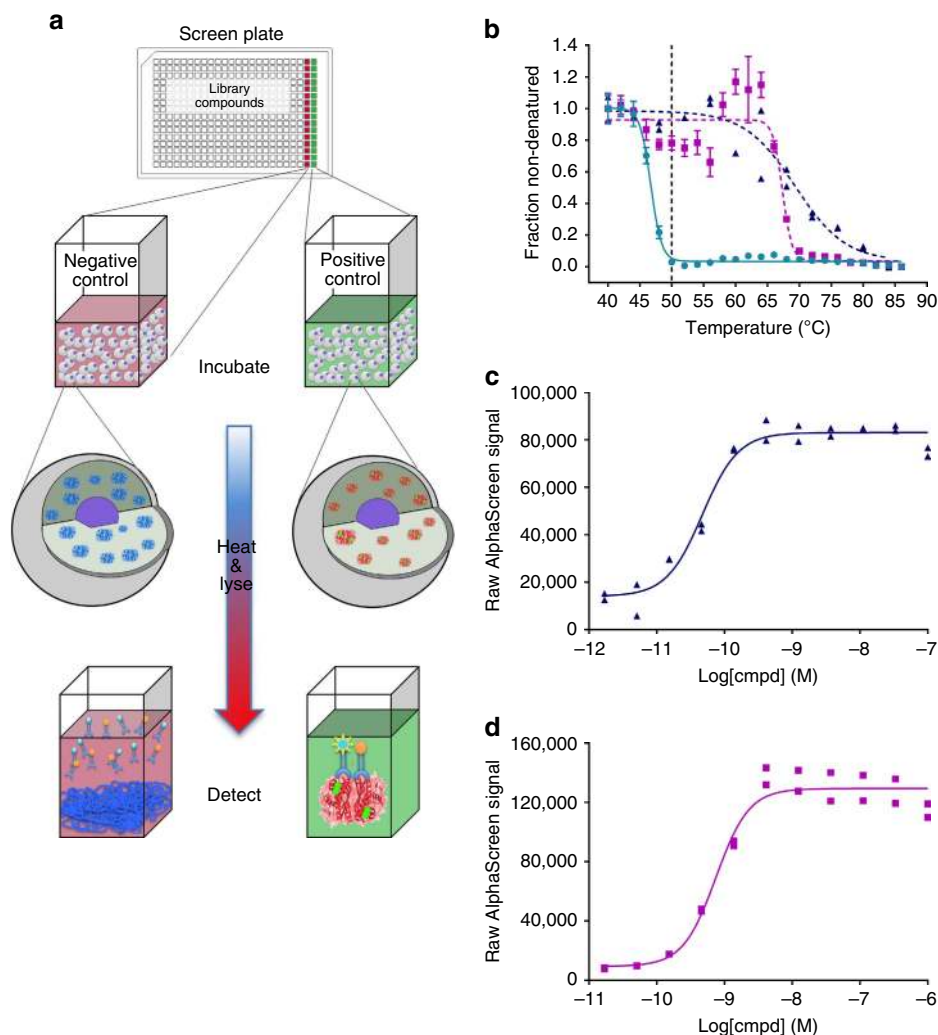 a
Screen plate
Library
compounds
Negative
control
Positive
control
Incubate
Heat
&
lyse
Detect
b
Fraction non-denatured
1.4
1.2
1.0
0.8
0.6
0.4
0.2
0.0
40 45 50 55 60 65 70 75 80 85 90
Temperature (°C)
c
Raw AlphaScreen signal
100,000
80,000
60,000
40,000
20,000
0
–12 –11 –10 –9 –8 –7
Log[cmpd] (M)
d
Raw AlphaScreen signal
160,000
120,000
80,000
40,000
0
–11 –10 –9 –8 –7 –6
Log[cmpd] (M)